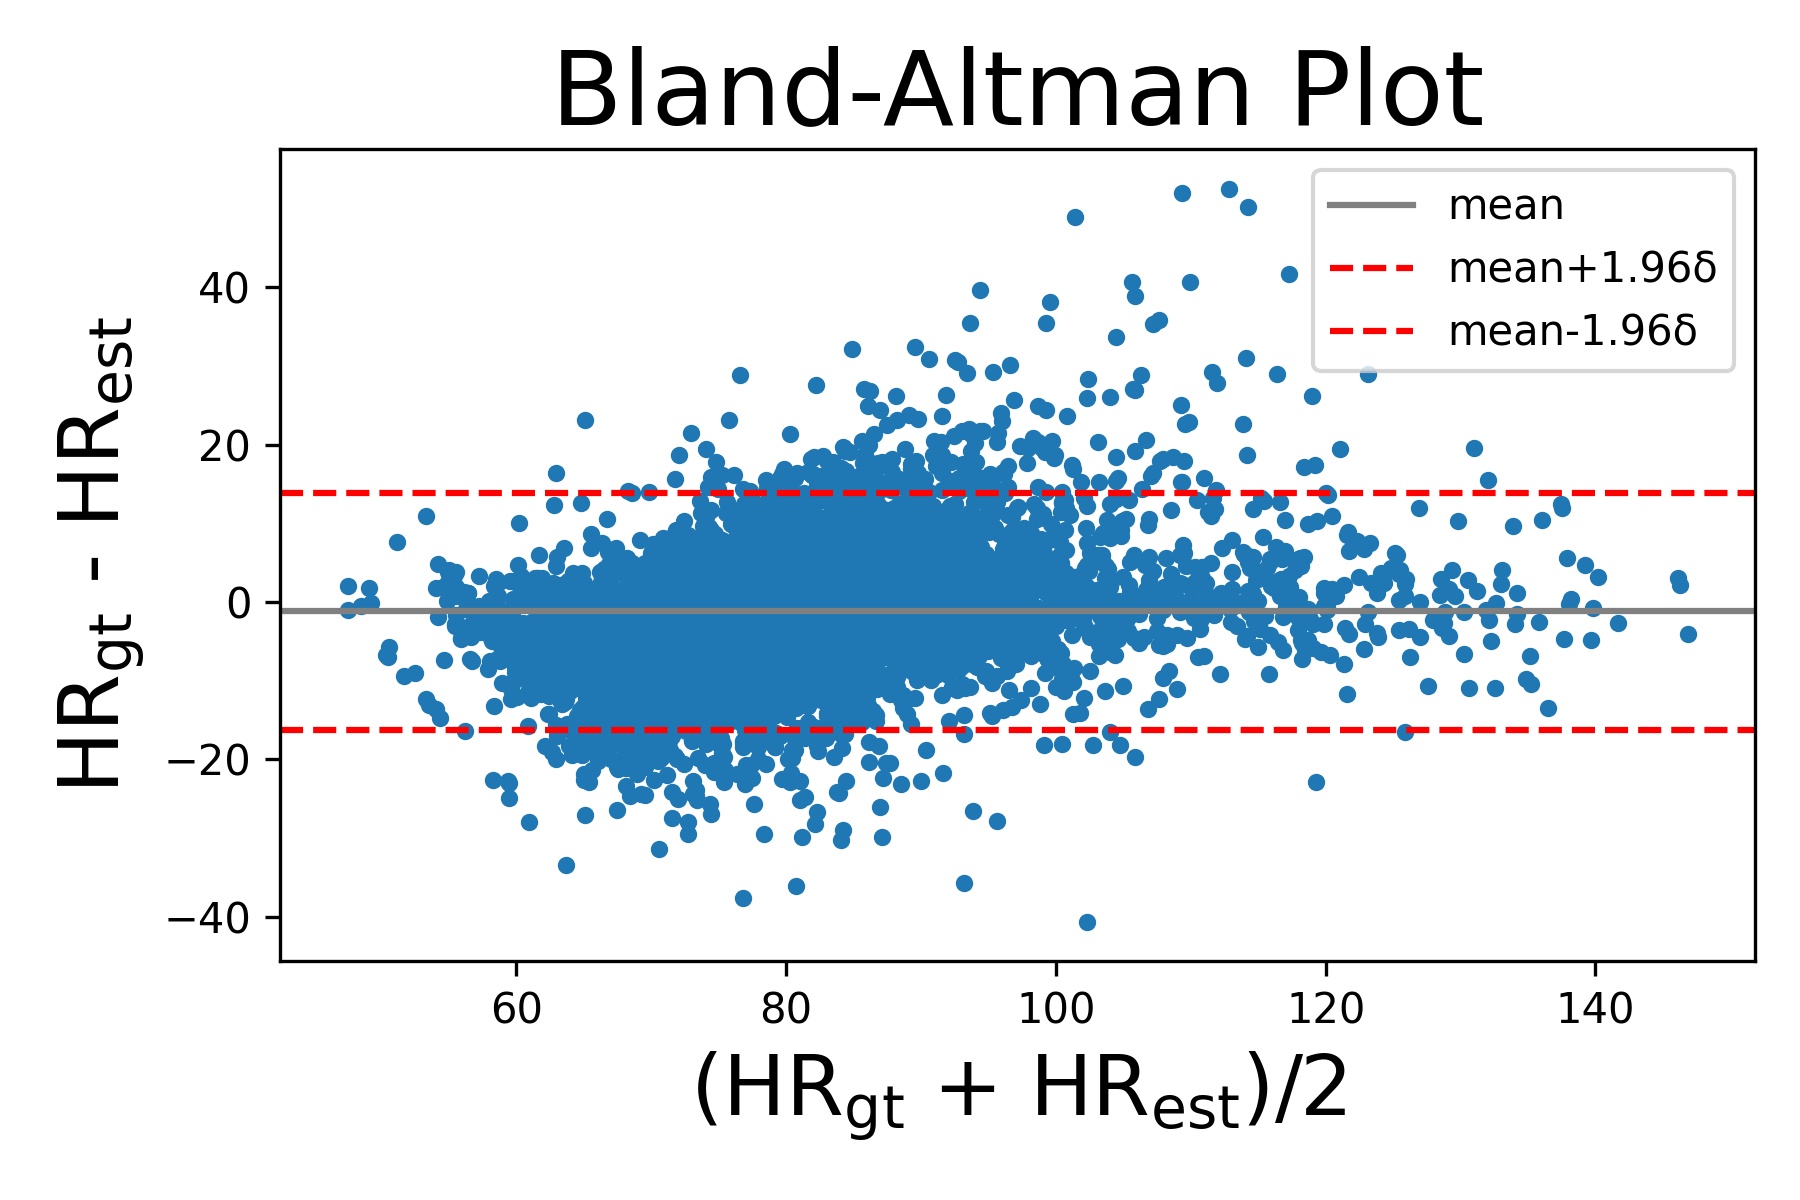 Bland-Altman Plot
mean
mean+1.96δ
mean-1.96δ
HRgt - HRest
40
20
0
−20
−40
60 80 100 120 140
(HRgt + HRest)/2